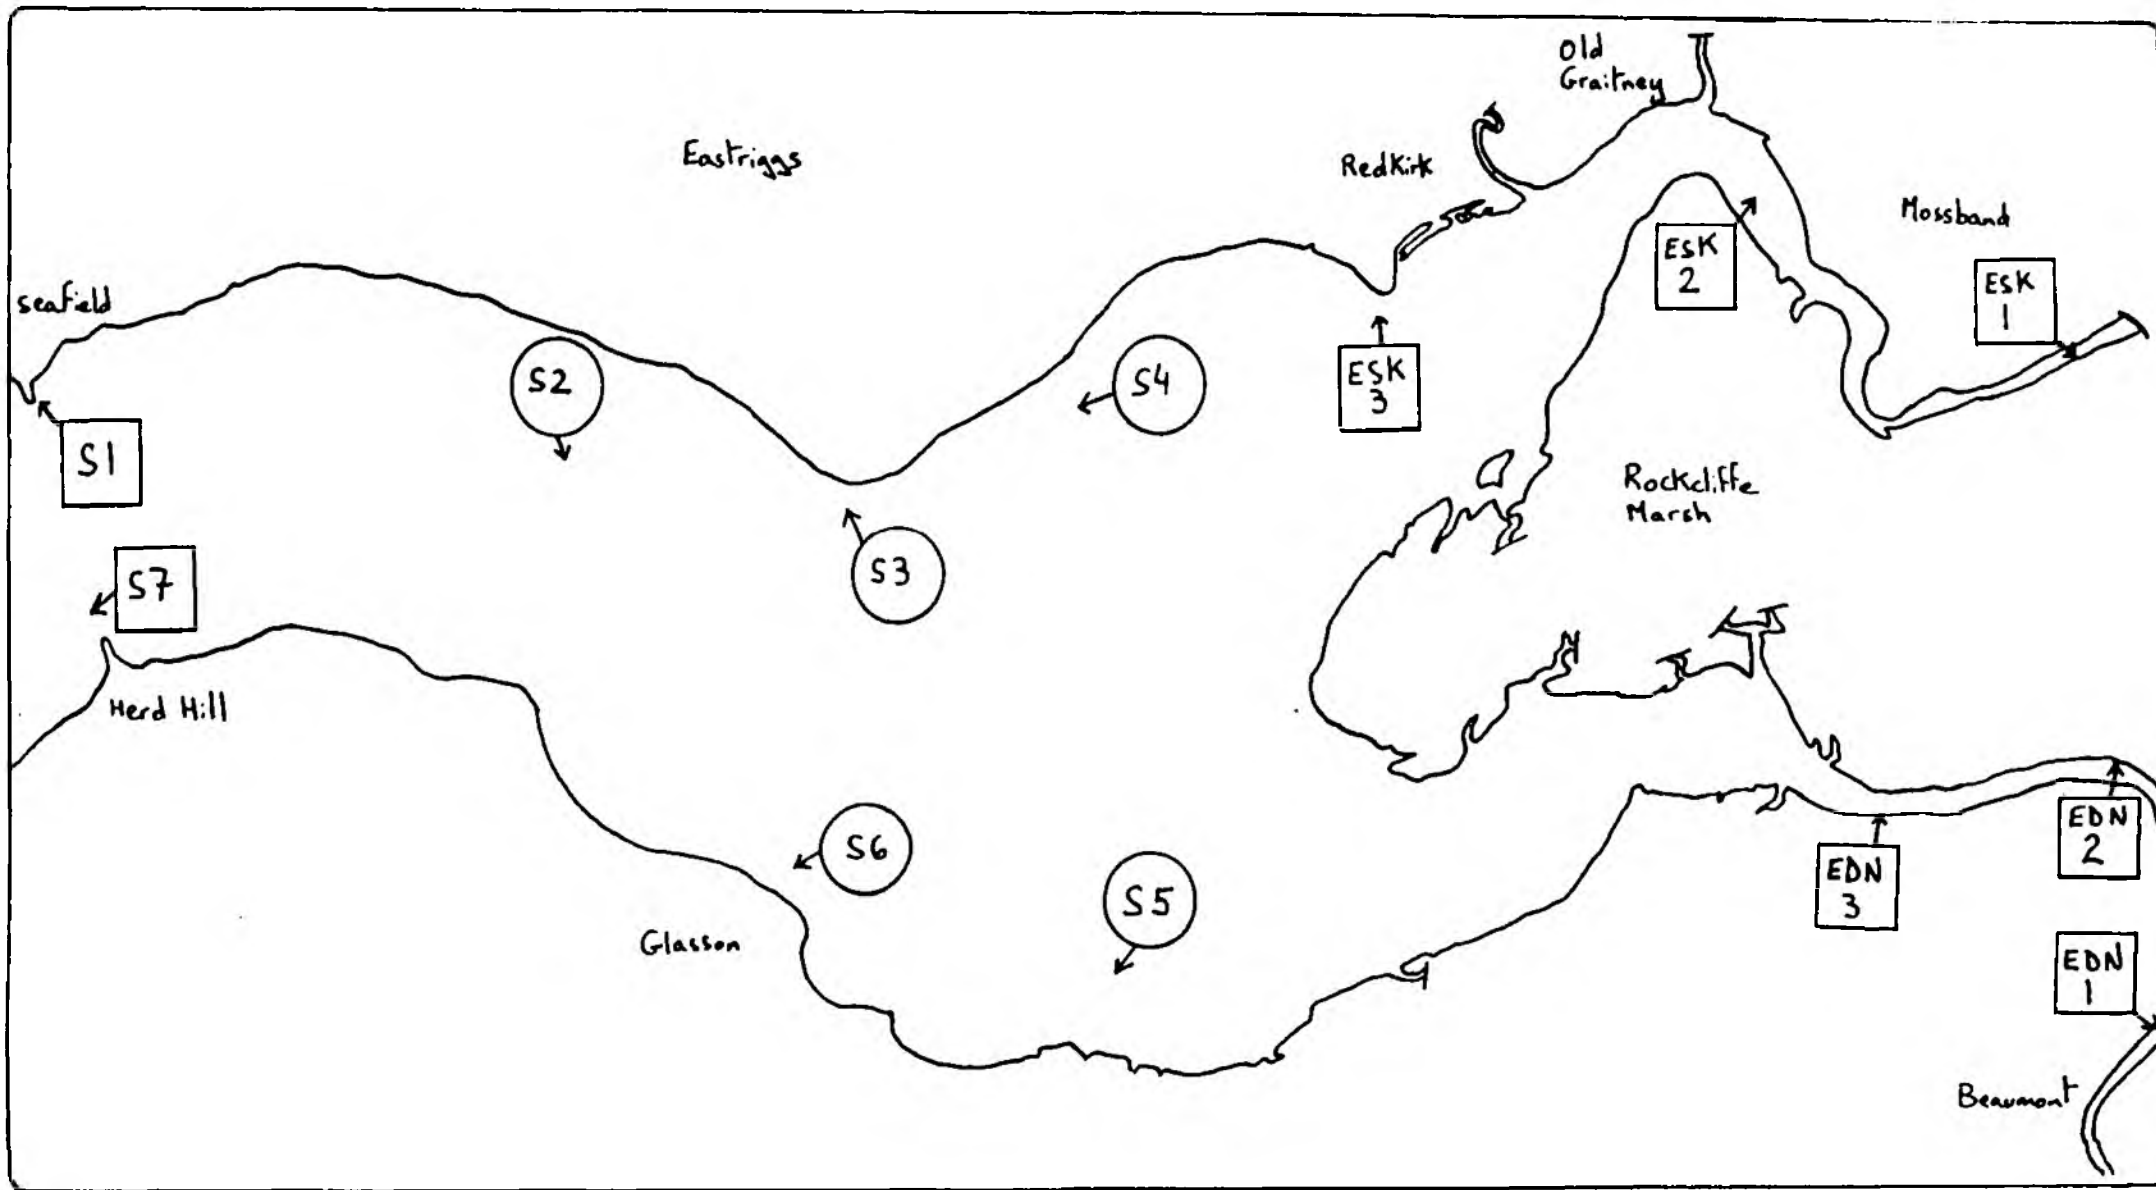 Old
Graitney
Eastriggs
Redkirk
Mossband
ESK
2
ESK
1
seafield
S2
S4
ESK
3
S1
Rockcliffe
Marsh
S3
S7
Herd Hill
S6
EDN
2
S5
EDN
3
Glasson
EDN
1
Beaumont